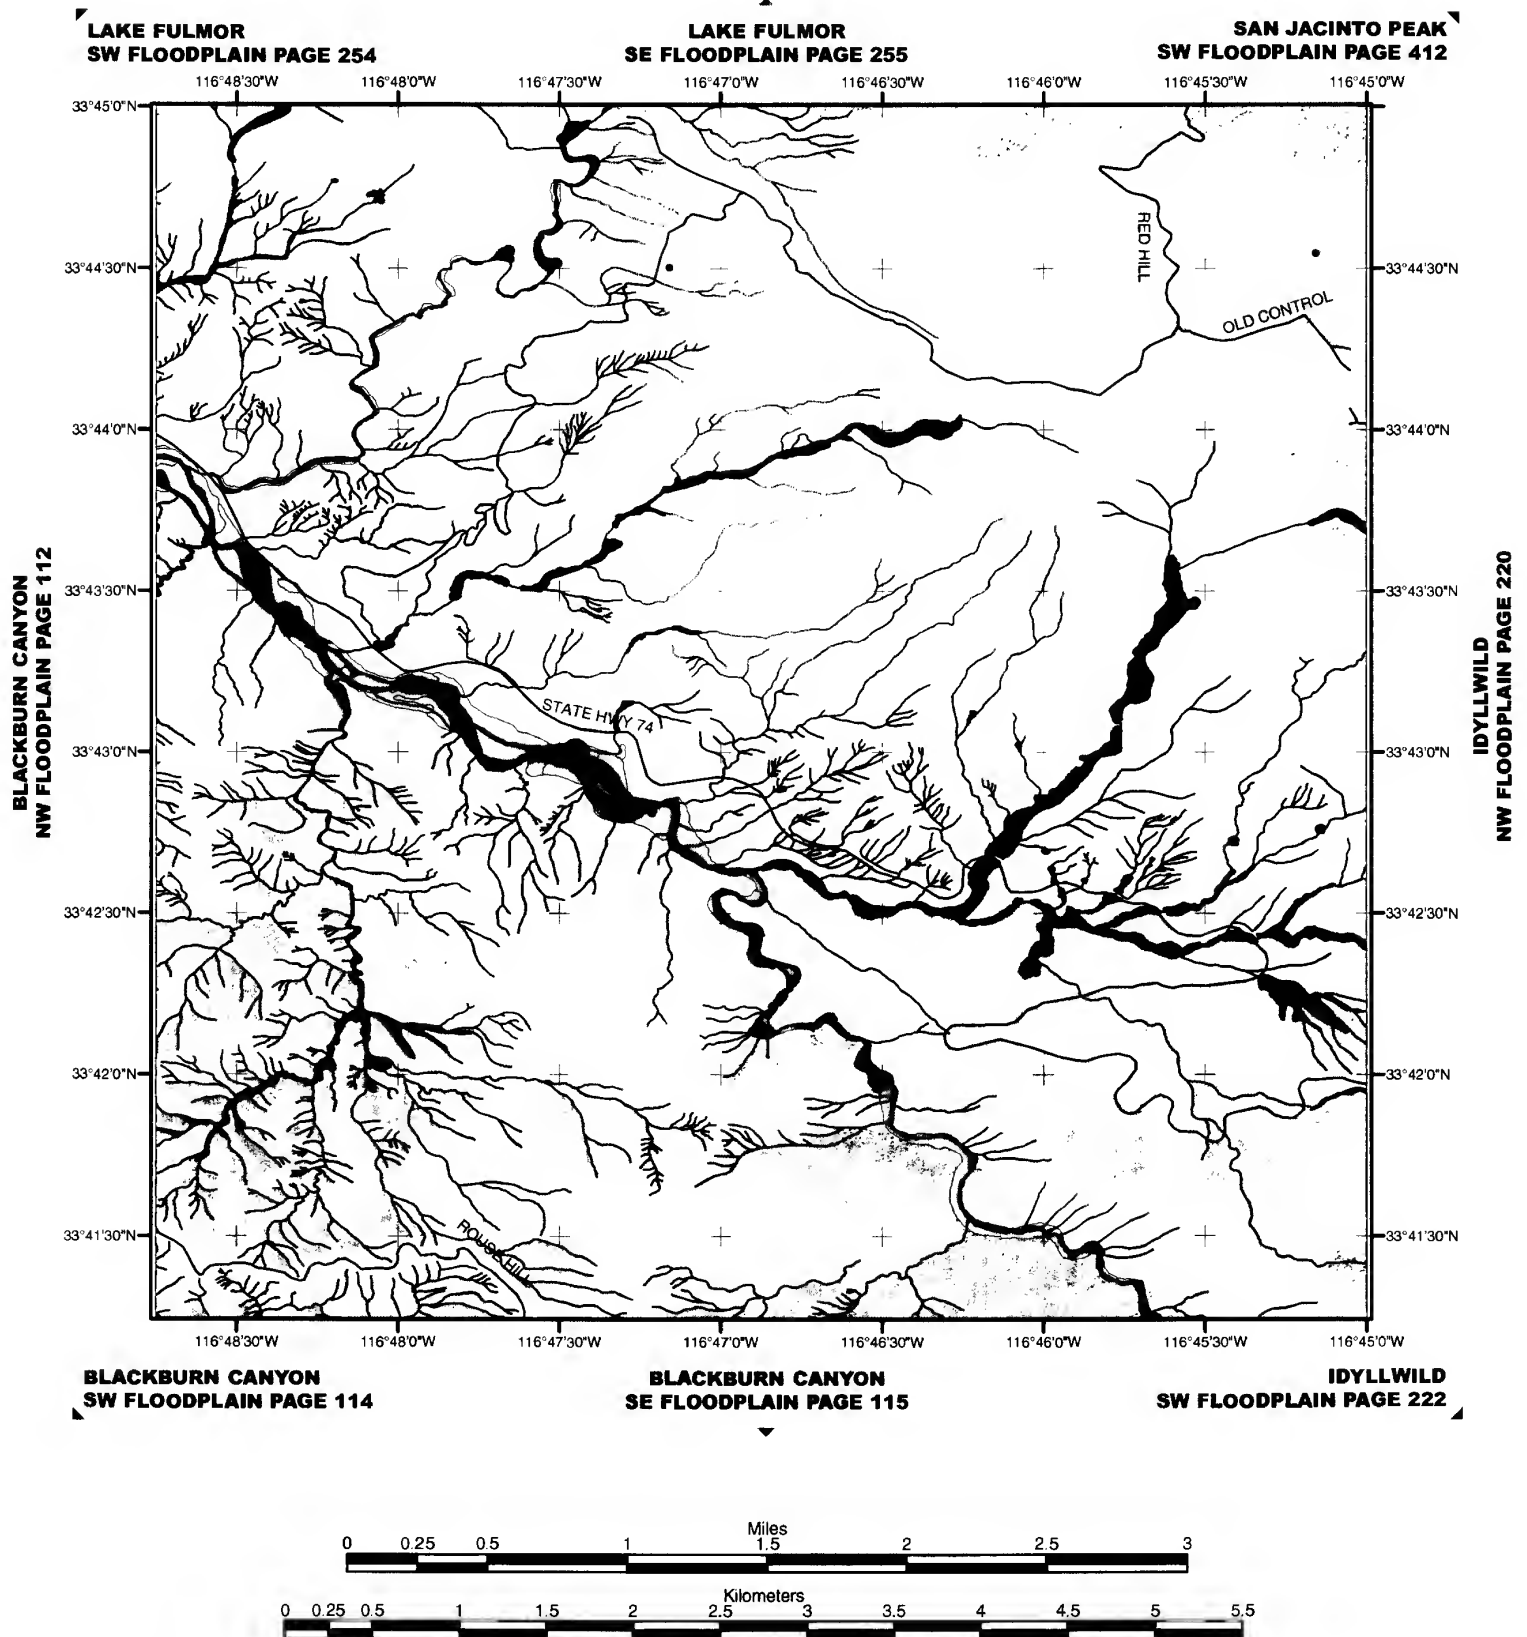 LAKE FULMOR
SW FLOODPLAIN PAGE 254
LAKE FULMOR
SE FLOODPLAIN PAGE 255
SAN JACINTO PEAK
SW FLOODPLAIN PAGE 412
116°48'30"W 116°48'0"W 116°47'30"W 116°47'0"W 116°46'30"W 116°46'0"W 116°45'30"W 116°45'0"W
33°45'0"N
RED HILL
33°44'30"N 33°44'30"N
OLD CONTROL
33°44'0"N 33°44'0"N
BLACKBURN CANYON
NW FLOODPLAIN PAGE 112
IDYLLWILD
NW FLOODPLAIN PAGE 220
33°43'30"N 33°43'30"N
STATE HWY 74
33°43'0"N 33°43'0"N
33°42'30"N 33°42'30"N
33°42'0"N 33°42'0"N
ROUSE HILL
33°41'30"N 33°41'30"N
116°48'30"W 116°48'0"W 116°47'30"W 116°47'0"W 116°46'30"W 116°46'0"W 116°45'30"W 116°45'0"W
BLACKBURN CANYON
SW FLOODPLAIN PAGE 114
BLACKBURN CANYON
SE FLOODPLAIN PAGE 115
IDYLLWILD
SW FLOODPLAIN PAGE 222
Miles
0 0.25 0.5 1 1.5 2 2.5 3
Kilometers
0 0.25 0.5 1 1.5 2 2.5 3 3.5 4 4.5 5 5.5